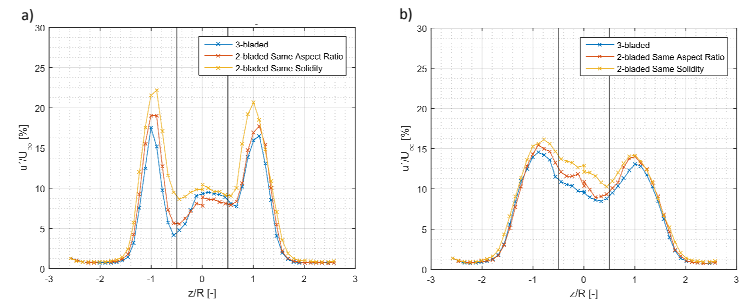 a)
30
25
20
15
10
5
0
u'/U∞ [%]
3-bladed
2-bladed Same Aspect Ratio
2-bladed Same Solidity
-3 -2 -1 0 1 2 3
z/R [-]
b)
30
25
20
15
10
5
0
u'/U∞ [%]
3-bladed
2-bladed Same Aspect Ratio
2-bladed Same Solidity
-3 -2 -1 0 1 2 3
z/R [-]